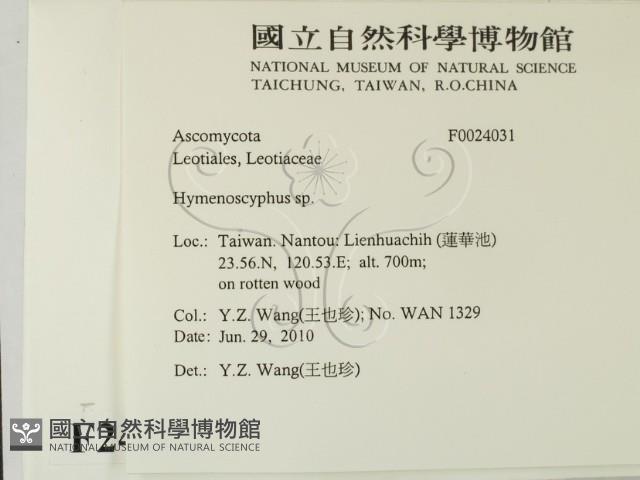 國立自然科學博物館
NATIONAL MUSEUM OF NATURAL SCIENCE
TAICHUNG, TAIWAN, R.O.CHINA
Ascomycota F0024031
Leotiales, Leotiaceae
Hymenoscyphus sp.
Loc.: Taiwan. Nantou: Lienhuachih (蓮華池)
23.56.N, 120.53.E; alt. 700m;
on rotten wood
Col.: Y.Z. Wang(王也珍); No. WAN 1329
Date: Jun. 29, 2010
Det.: Y.Z. Wang(王也珍)
國立自然科學博物館
NATIONAL MUSEUM OF NATURAL SCIENCE